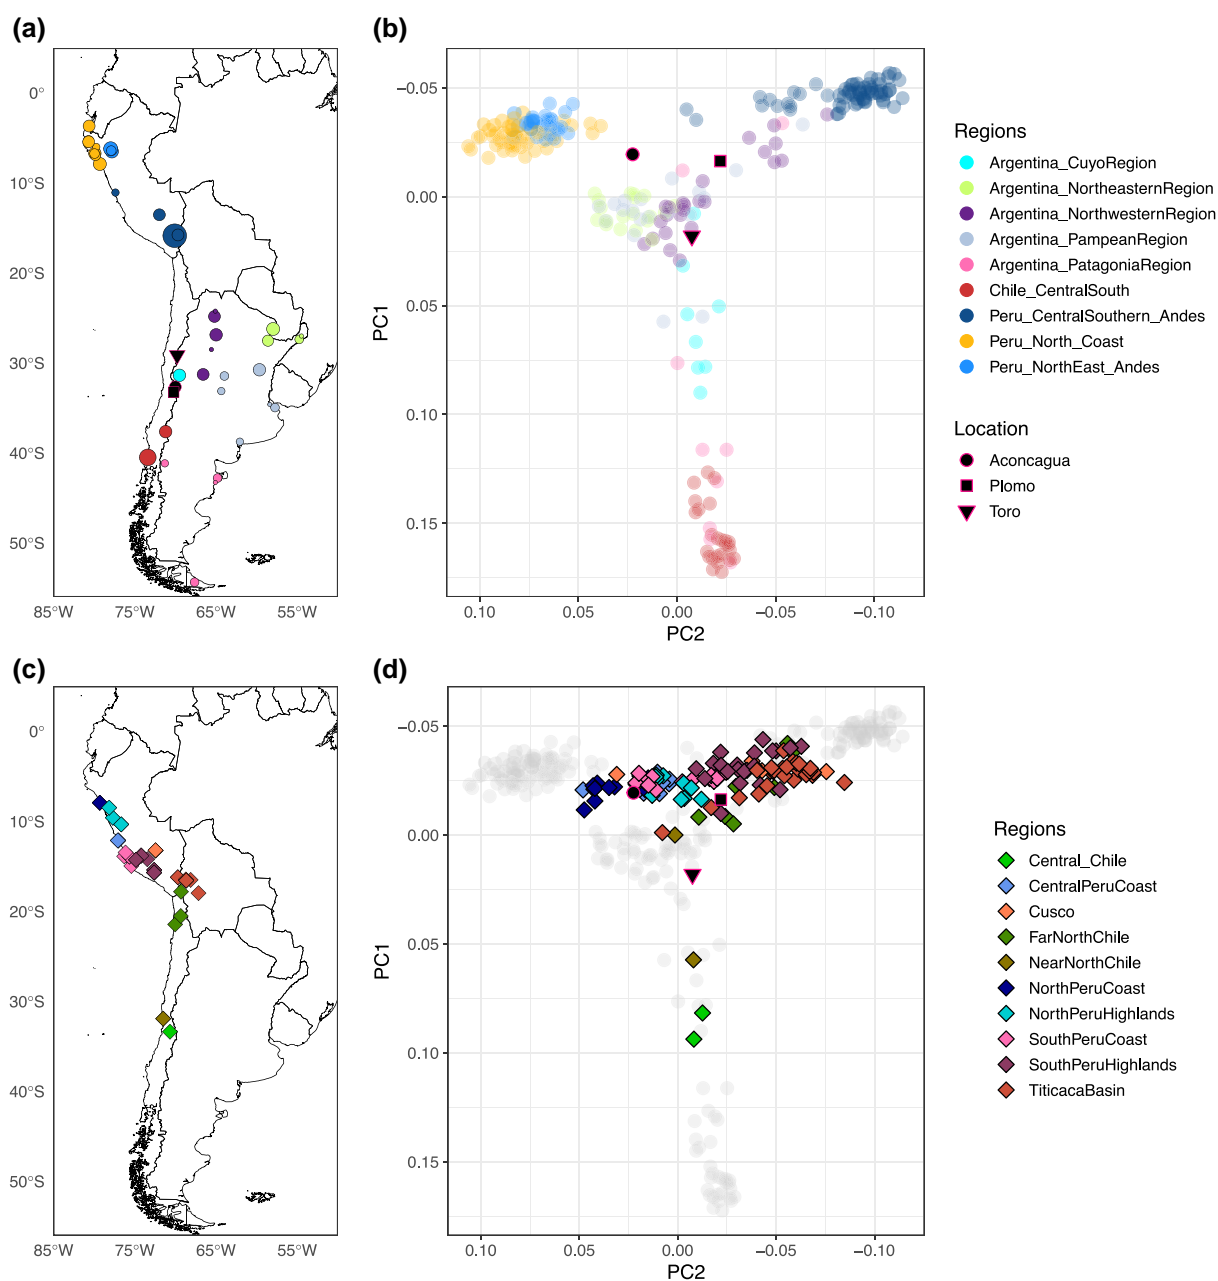 (a)
0°
10°S
20°S
30°S
40°S
50°S
85°W
75°W
65°W
55°W
(b)
PC1
−0.05
0.00
0.05
0.10
0.15
0.10
0.05
0.00
−0.05
−0.10
PC2
Regions
Argentina_CuyoRegion
Argentina_NortheasternRegion
Argentina_NorthwesternRegion
Argentina_PampeanRegion
Argentina_PatagoniaRegion
Chile_CentralSouth
Peru_CentralSouthern_Andes
Peru_North_Coast
Peru_NorthEast_Andes
Location
Aconcagua
Plomo
Toro
(c)
0°
10°S
20°S
30°S
40°S
50°S
85°W
75°W
65°W
55°W
(d)
PC1
−0.05
0.00
0.05
0.10
0.15
0.10
0.05
0.00
−0.05
−0.10
PC2
Regions
Central_Chile
CentralPeruCoast
Cusco
FarNorthChile
NearNorthChile
NorthPeruCoast
NorthPeruHighlands
SouthPeruCoast
SouthPeruHighlands
TiticacaBasin